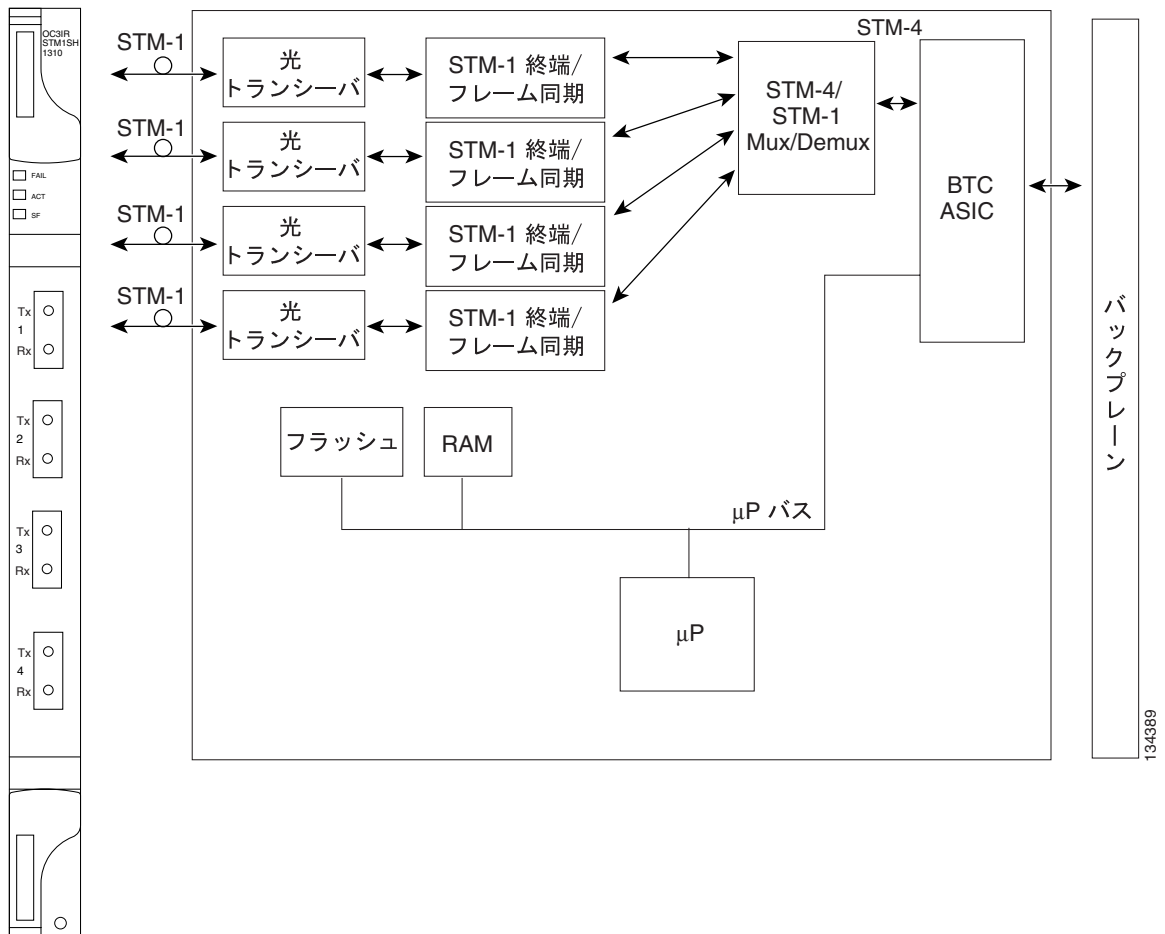 OC3IR
STM1SH
1310
FAIL
ACT
SF
Tx
1
Rx
Tx
2
Rx
Tx
3
Rx
Tx
4
Rx
STM-1
光
トランシーバ
STM-1 終端/
フレーム同期
STM-1
光
トランシーバ
STM-1 終端/
フレーム同期
STM-1
光
トランシーバ
STM-1 終端/
フレーム同期
STM-1
光
トランシーバ
STM-1 終端/
フレーム同期
STM-4/
STM-1
Mux/Demux
STM-4
BTC
ASIC
フラッシュ
RAM
μP バス
μP
バックプレーン
134389